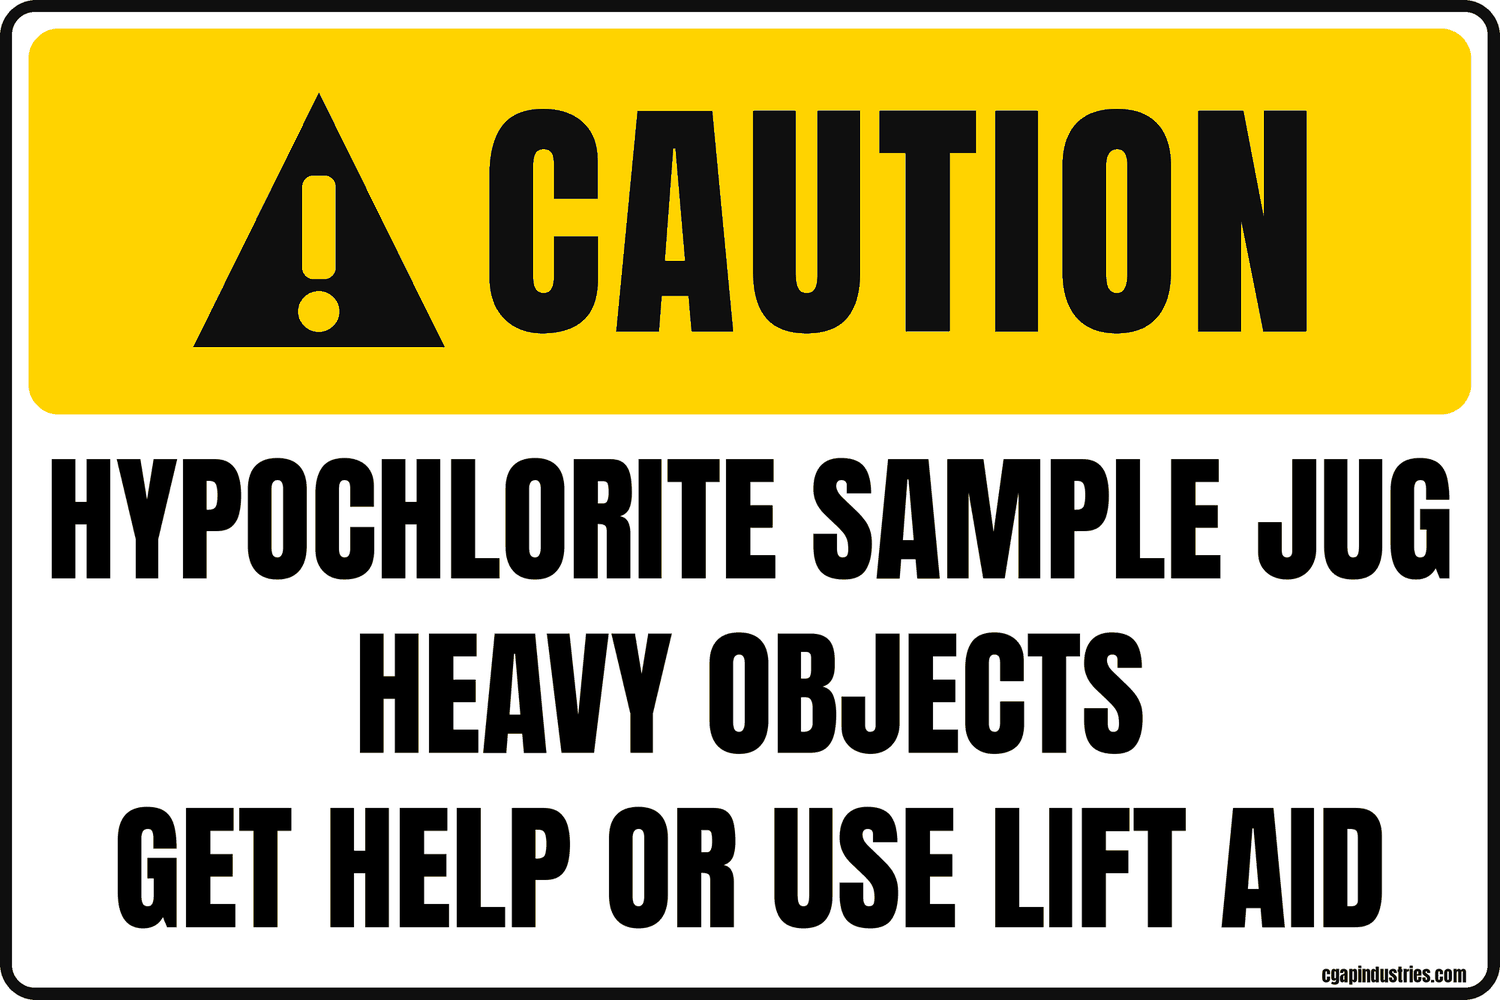 CAUTION
HYPOCHLORITE SAMPLE JUG
HEAVY OBJECTS
GET HELP OR USE LIFT AID
cgapindustries.com